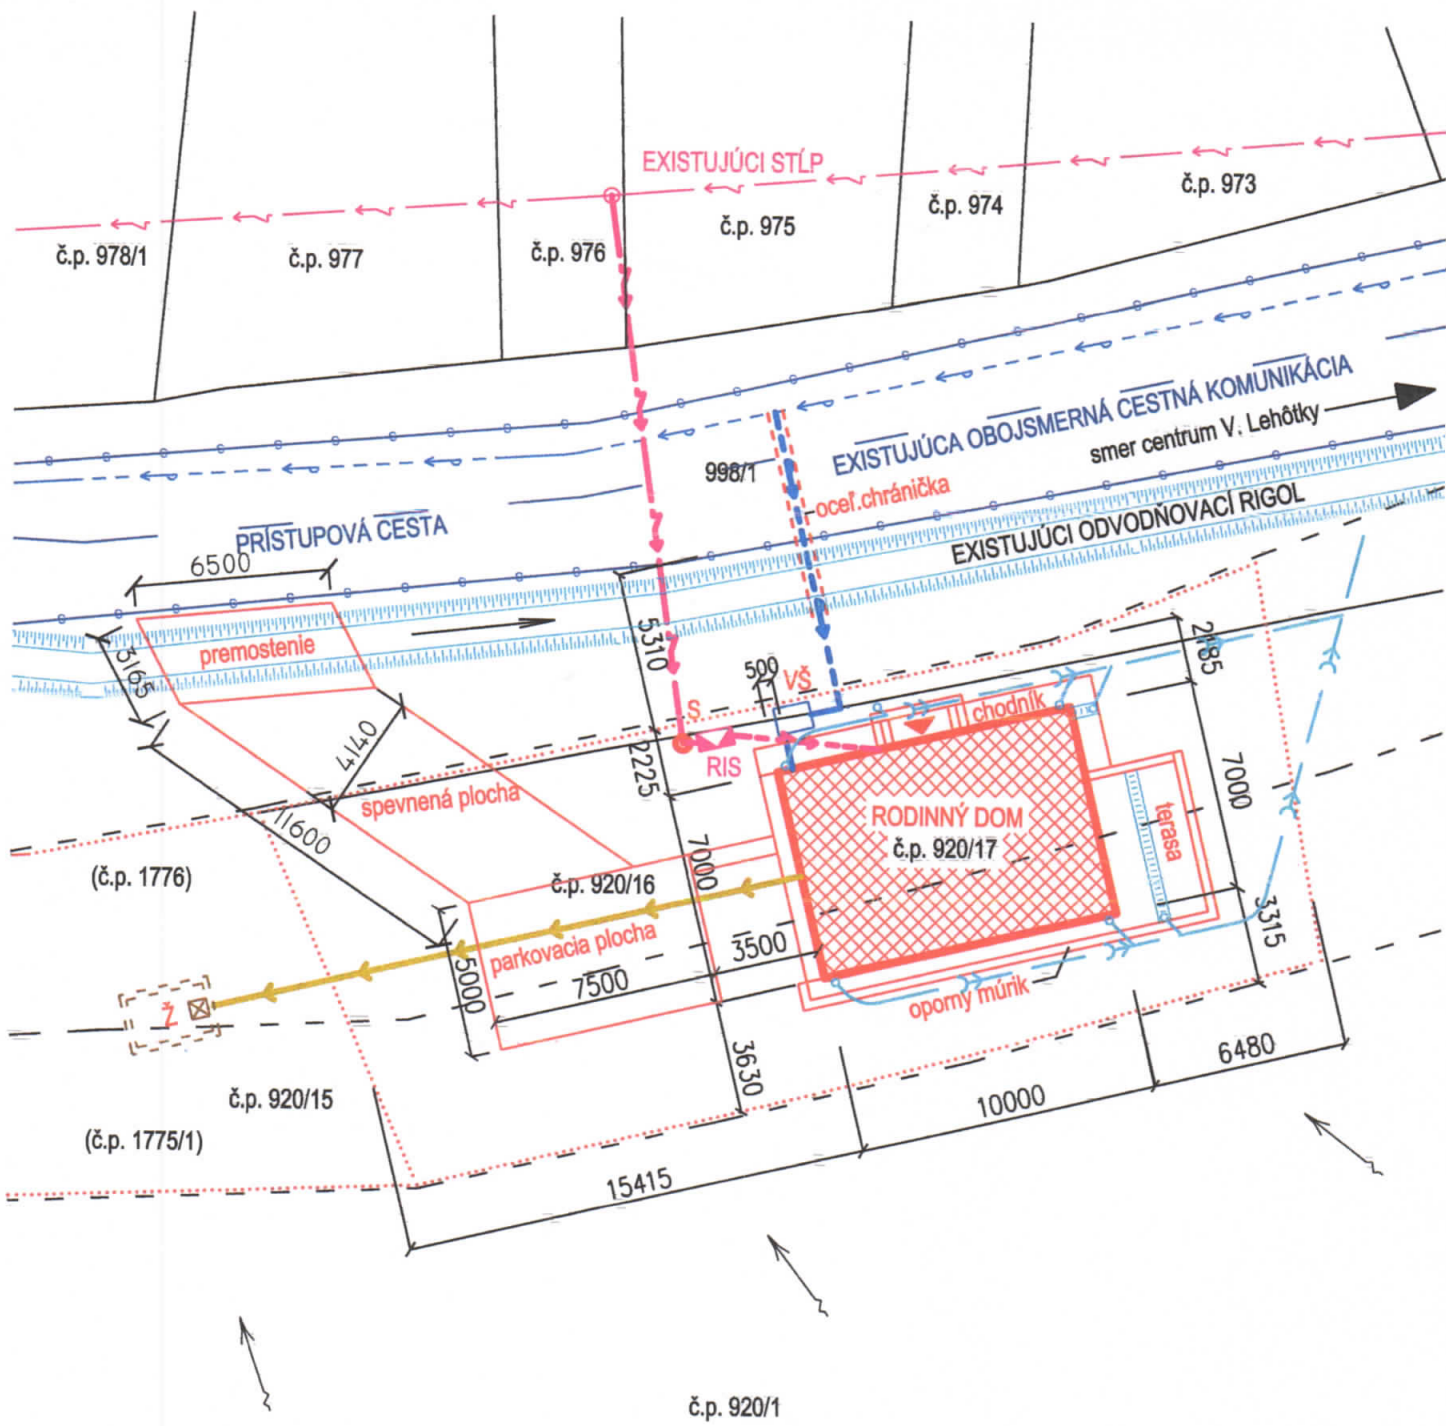 EXISTUJÚCI STĹP
č.p. 973
č.p. 974
č.p. 975
č.p. 976
č.p. 977
č.p. 978/1
EXISTUJÚCA OBOJSMERNÁ CESTNÁ KOMUNIKÁCIA
smer centrum V. Lehôtky
998/1
oceľ.chránička
EXISTUJÚCI ODVODŇOVACÍ RIGOL
PRÍSTUPOVÁ CESTA
6500
premostenie
3165
5310
500
VŠ
S
RIS
chodník
2185
4140
2225
spevnená plocha
11600
7000
7000
RODINNÝ DOM
č.p. 920/17
terasa
(č.p. 1776)
č.p. 920/16
parkovacia plocha
3500
7500
5000
3315
oporný múrik
Ž
3630
6480
10000
č.p. 920/15
(č.p. 1775/1)
15415
č.p. 920/1